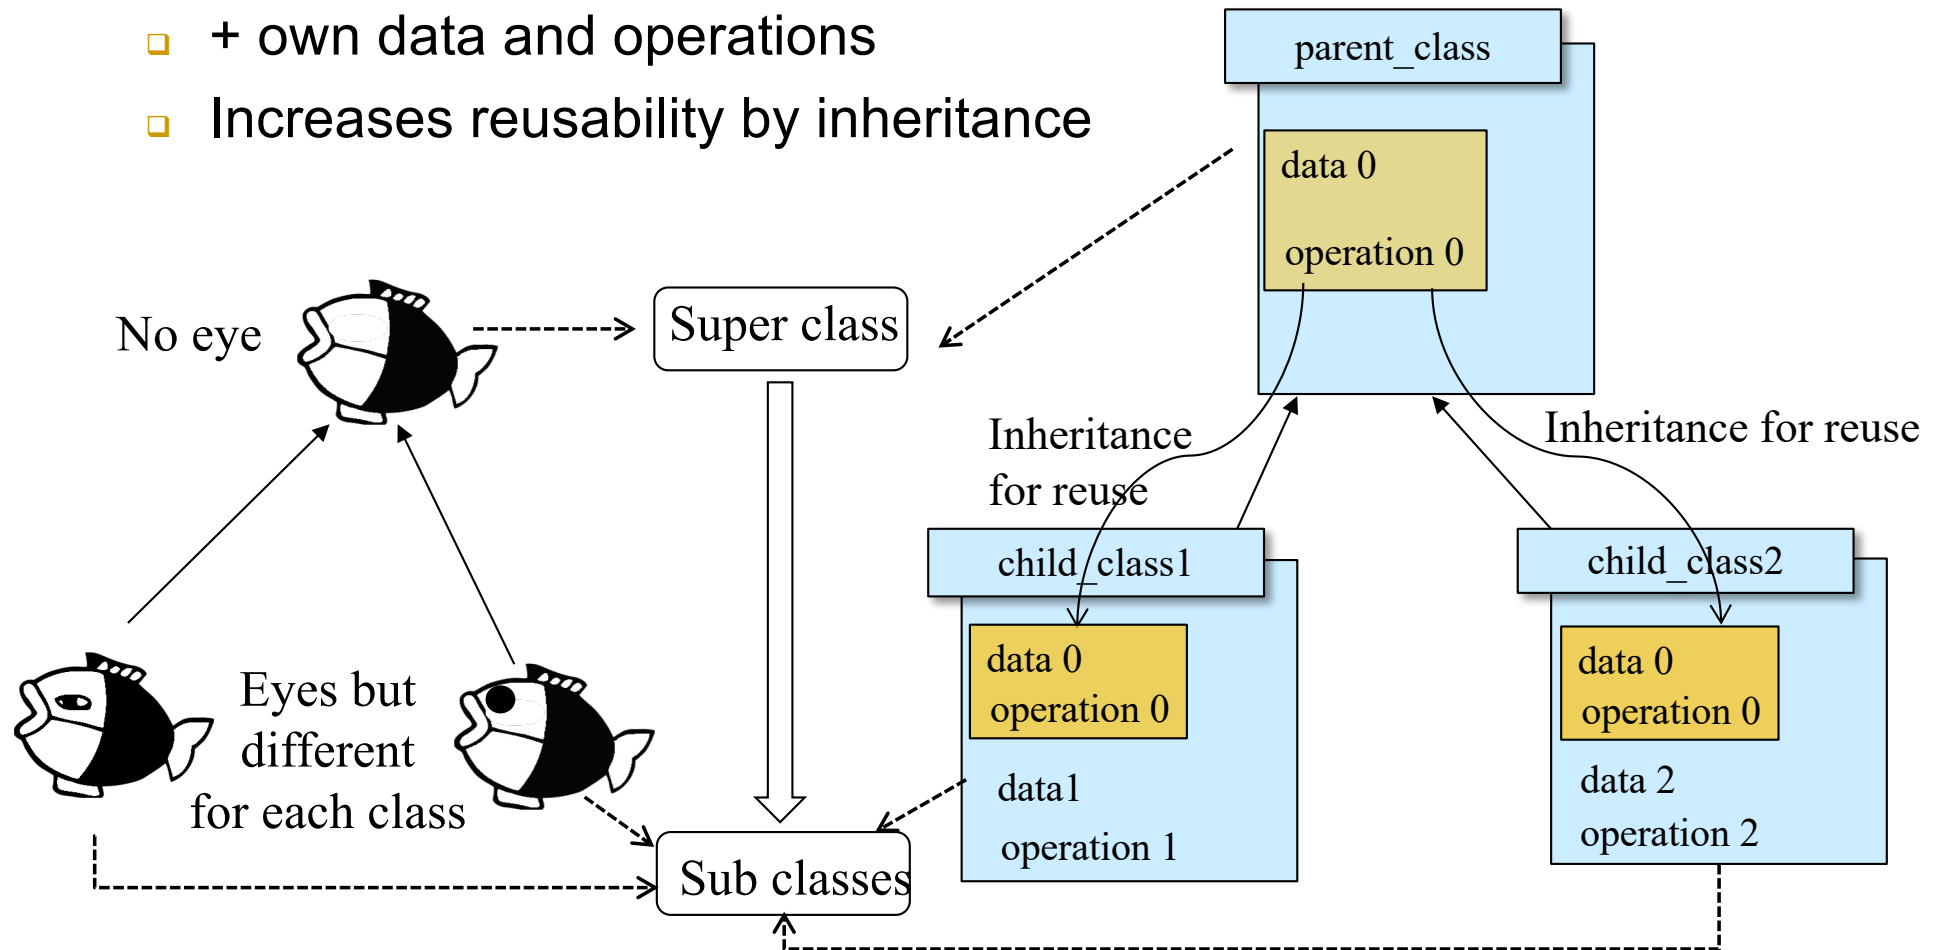 + own data and operations
Increases reusability by inheritance
parent_class
data 0
operation 0
No eye
Super class
Inheritance
for reuse
Inheritance for reuse
child_class1
data 0
operation 0
data1
operation 1
child_class2
data 0
operation 0
data 2
operation 2
Eyes but
different
for each class
Sub classes